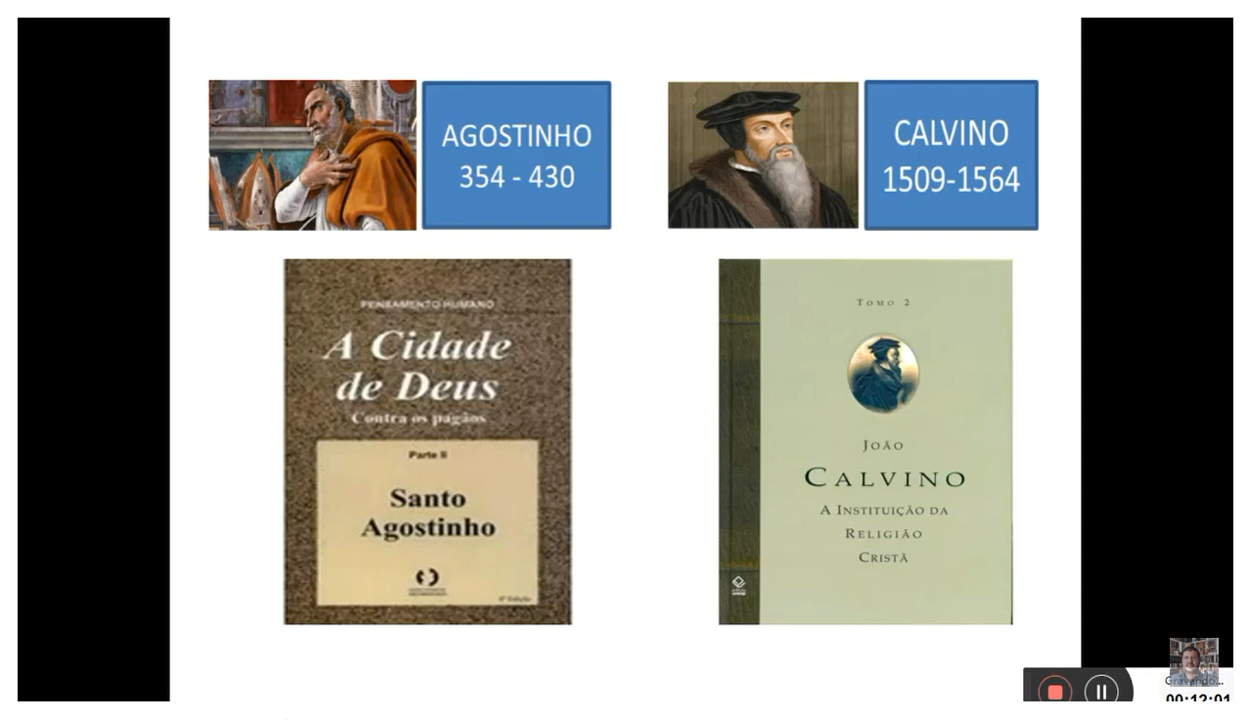 AGOSTINHO
354 - 430
CALVINO
1509-1564
PENSAMENTO HUMANO
A Cidade
de Deus
Contra os pagãos
Parte II
Santo
Agostinho
TOMO 2
JOÃO
CALVINO
A INSTITUIÇÃO DA
RELIGIÃO
CRISTÃ
Gravando...
00:12:01